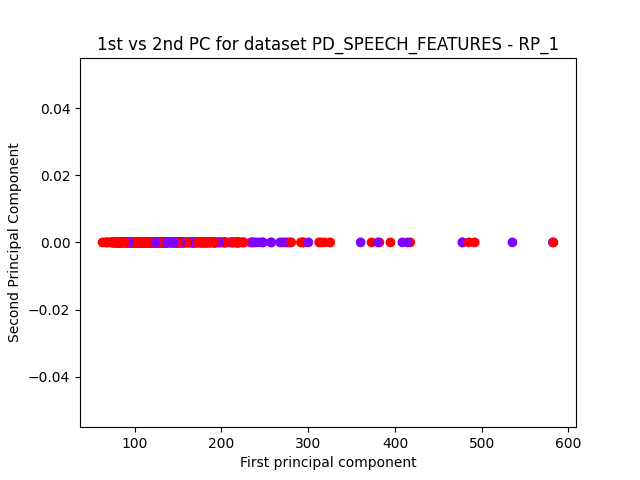 1st vs 2nd PC for dataset PD_SPEECH_FEATURES - RP_1
0.04
0.02
0.00
−0.02
−0.04
Second Principal Component
100 200 300 400 500 600
First principal component